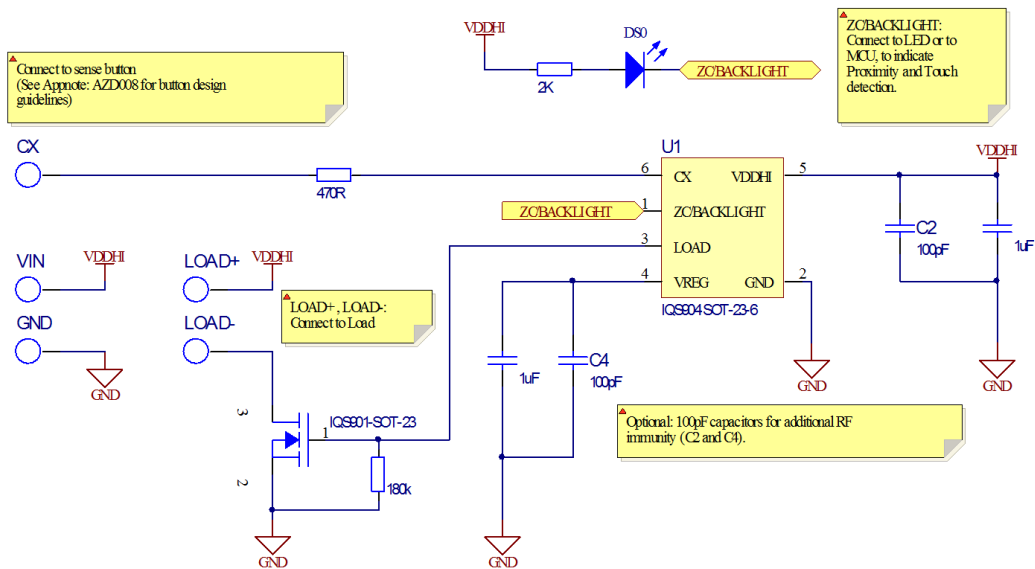 VDDHI
DS0
2K
ZC/BACKLIGHT
ZC/BACKLIGHT:
Connect to LED or to
MCU, to indicate
Proximity and Touch
detection.
Connect to sense button
(See Appnote: AZD008 for button design
guidelines)
CX
470R
U1
6
CX
VDDHI
5
VDDHI
ZC/BACKLIGHT
1
ZC/BACKLIGHT
3
LOAD
4
VREG
GND
2
IQS904 SOT-23-6
C2
100pF
1uF
VIN
VDDHI
LOAD+
VDDHI
GND
GND
LOAD-
LOAD+, LOAD-:
Connect to Load
1uF
C4
100pF
GND
GND
3
IQS901-SOT-23
1
2
180k
GND
GND
Optional: 100pF capacitors for additional RF
immunity (C2 and C4).